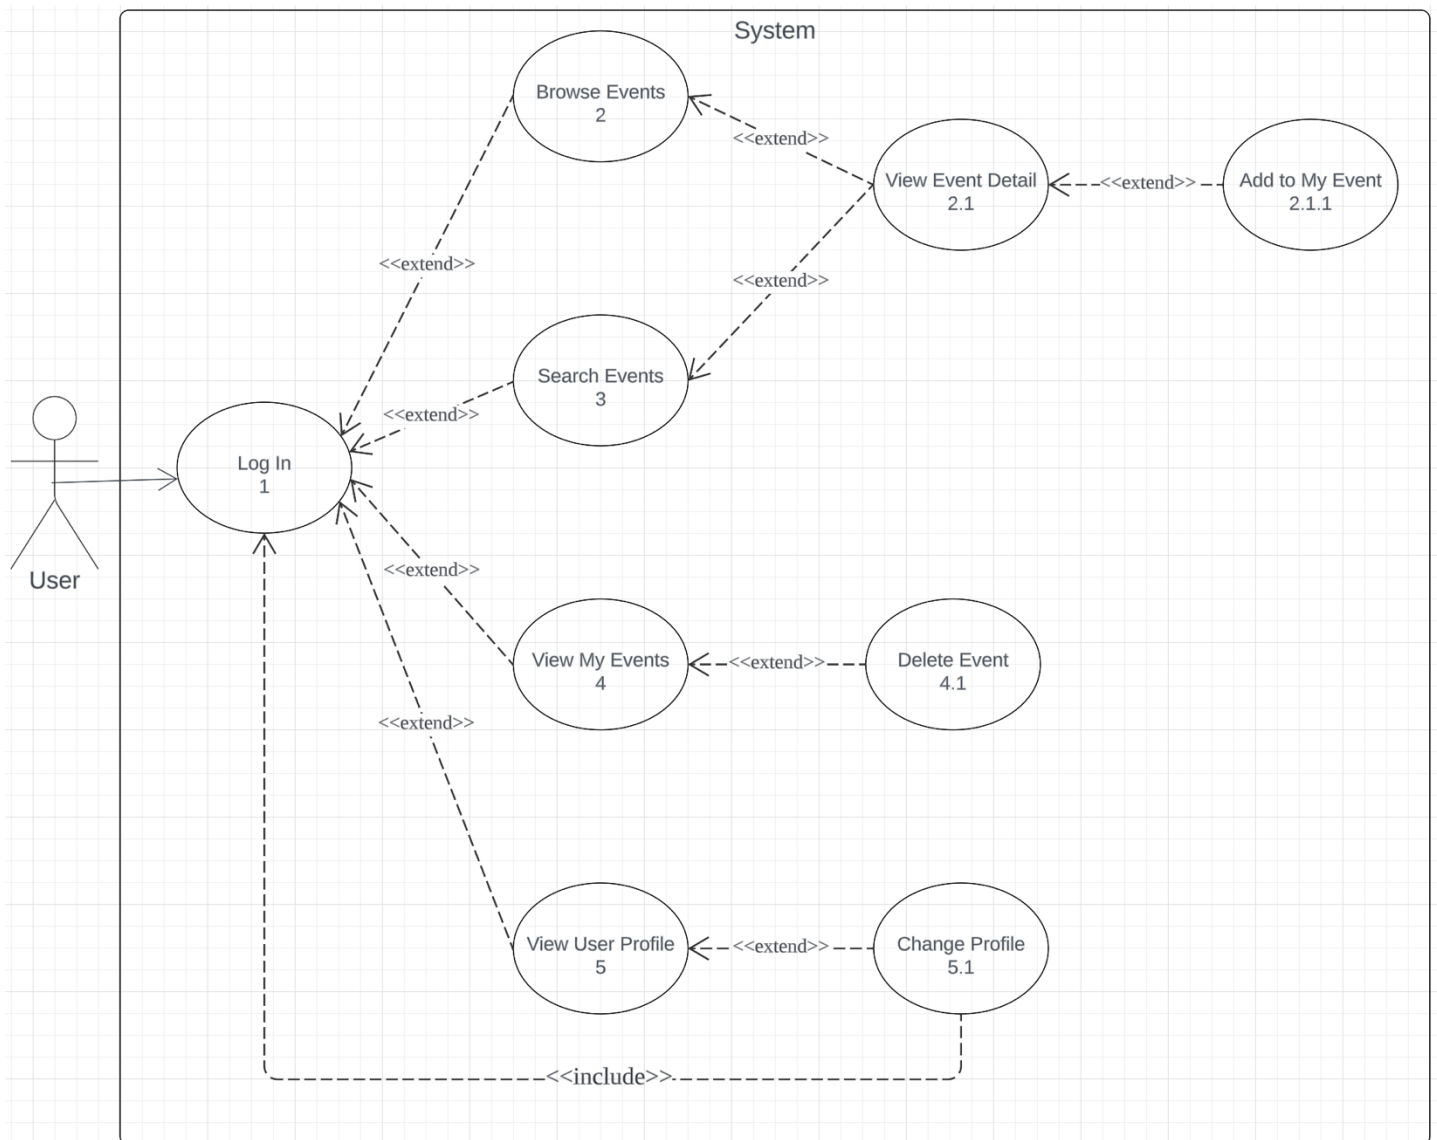 System
Browse Events
2
<<extend>>
View Event Detail
2.1
<<extend>>
Add to My Event
2.1.1
<<extend>>
<<extend>>
Search Events
3
<<extend>>
Log In
1
User
<<extend>>
View My Events
4
<<extend>>
Delete Event
4.1
<<extend>>
View User Profile
5
<<extend>>
Change Profile
5.1
<<include>>